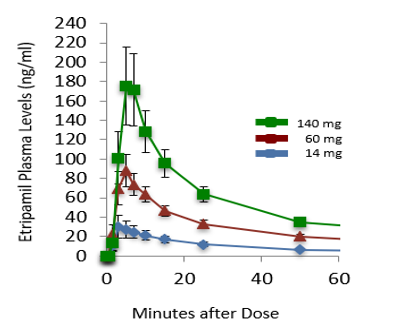 240
220
200
180
160
140
120
100
80
60
40
20
0
Etripamil Plasma Levels (ng/ml)
140 mg
60 mg
14 mg
0 20 40 60
Minutes after Dose